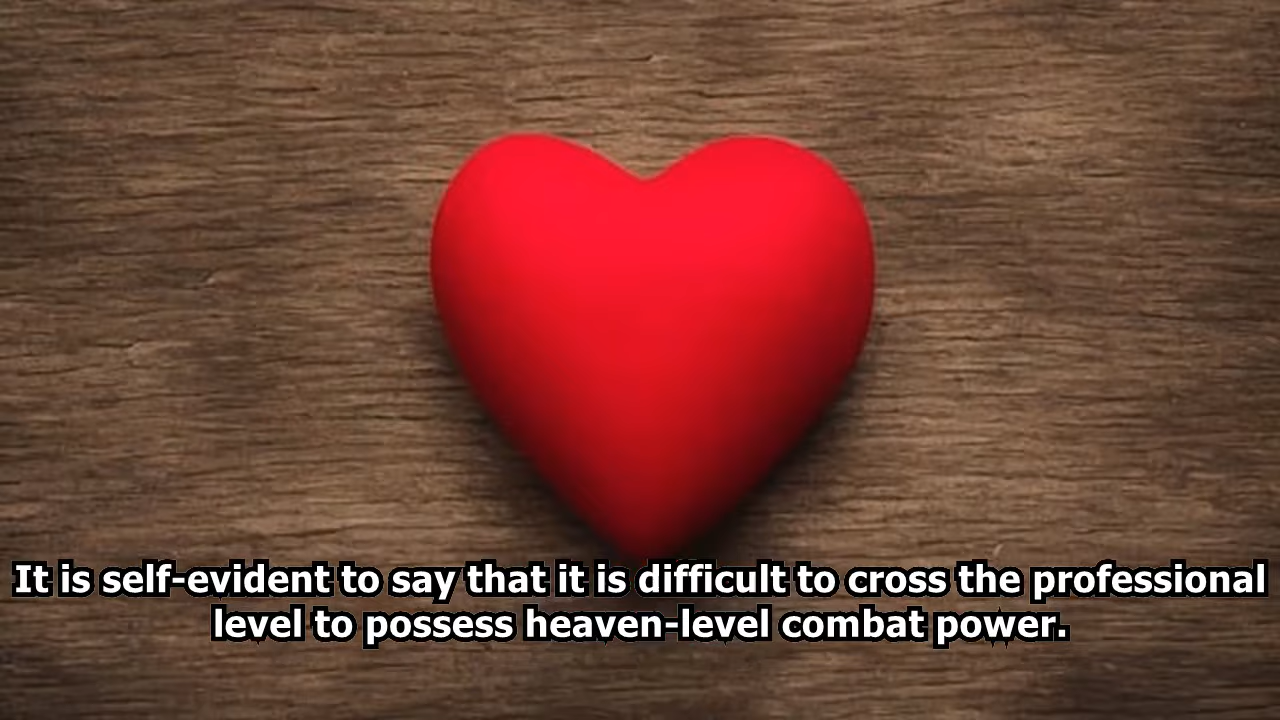 It is self-evident to say that it is difficult to cross the professional
level to possess heaven-level combat power.